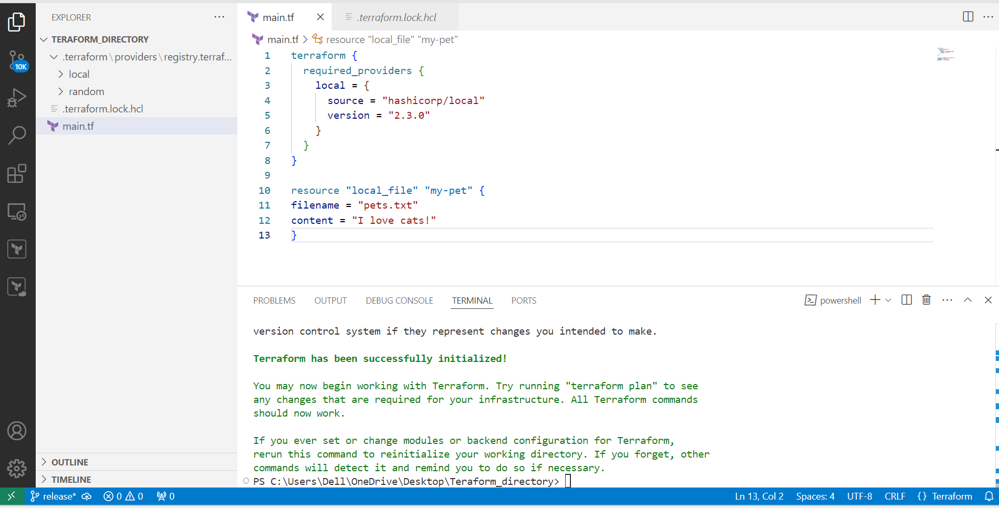 EXPLORER
TERAFORM_DIRECTORY
.terraform\providers\registry.terraf...
local
random
.terraform.lock.hcl
main.tf
10K
OUTLINE
TIMELINE
main.tf
.terraform.lock.hcl
main.tf > resource "local_file" "my-pet"
1 terraform {
2 required_providers {
3 local = {
4 source = "hashicorp/local"
5 version = "2.3.0"
6 }
7 }
8 }
9
10 resource "local_file" "my-pet" {
11 filename = "pets.txt"
12 content = "I love cats!"
13 }
PROBLEMS OUTPUT DEBUG CONSOLE TERMINAL PORTS
powershell
version control system if they represent changes you intended to make.
Terraform has been successfully initialized!
You may now begin working with Terraform. Try running "terraform plan" to see
any changes that are required for your infrastructure. All Terraform commands
should now work.
If you ever set or change modules or backend configuration for Terraform,
rerun this command to reinitialize your working directory. If you forget, other
commands will detect it and remind you to do so if necessary.
PS C:\Users\Dell\OneDrive\Desktop\Teraform_directory>
release* 0 0 0 Ln 13, Col 2 Spaces: 4 UTF-8 CRLF {} Terraform